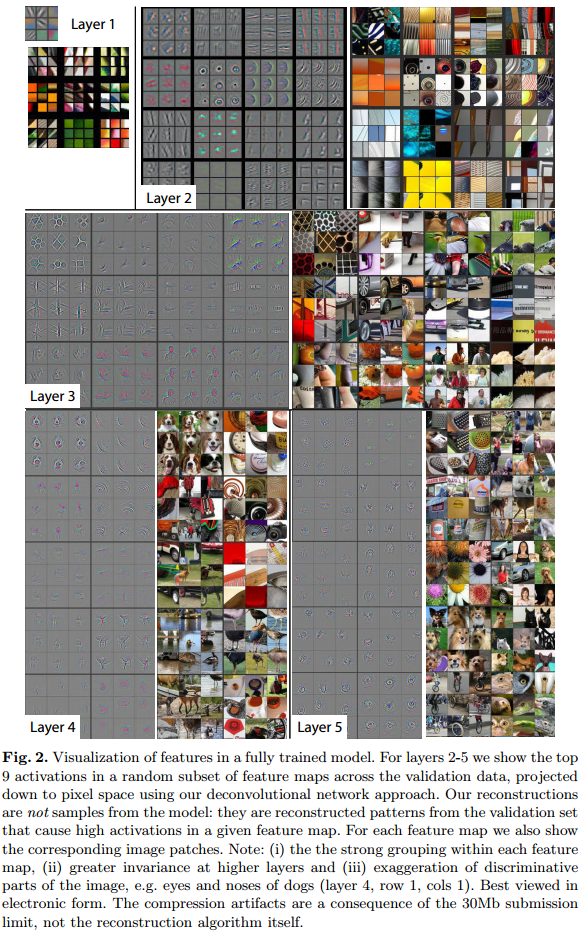 Layer 1
Layer 2
Layer 3
Layer 4
Layer 5
Fig. 2. Visualization of features in a fully trained model. For layers 2-5 we show the top
9 activations in a random subset of feature maps across the validation data, projected
down to pixel space using our deconvolutional network approach. Our reconstructions
are not samples from the model: they are reconstructed patterns from the validation set
that cause high activations in a given feature map. For each feature map we also show
the corresponding image patches. Note: (i) the the strong grouping within each feature
map, (ii) greater invariance at higher layers and (iii) exaggeration of discriminative
parts of the image, e.g. eyes and noses of dogs (layer 4, row 1, cols 1). Best viewed in
electronic form. The compression artifacts are a consequence of the 30Mb submission
limit, not the reconstruction algorithm itself.